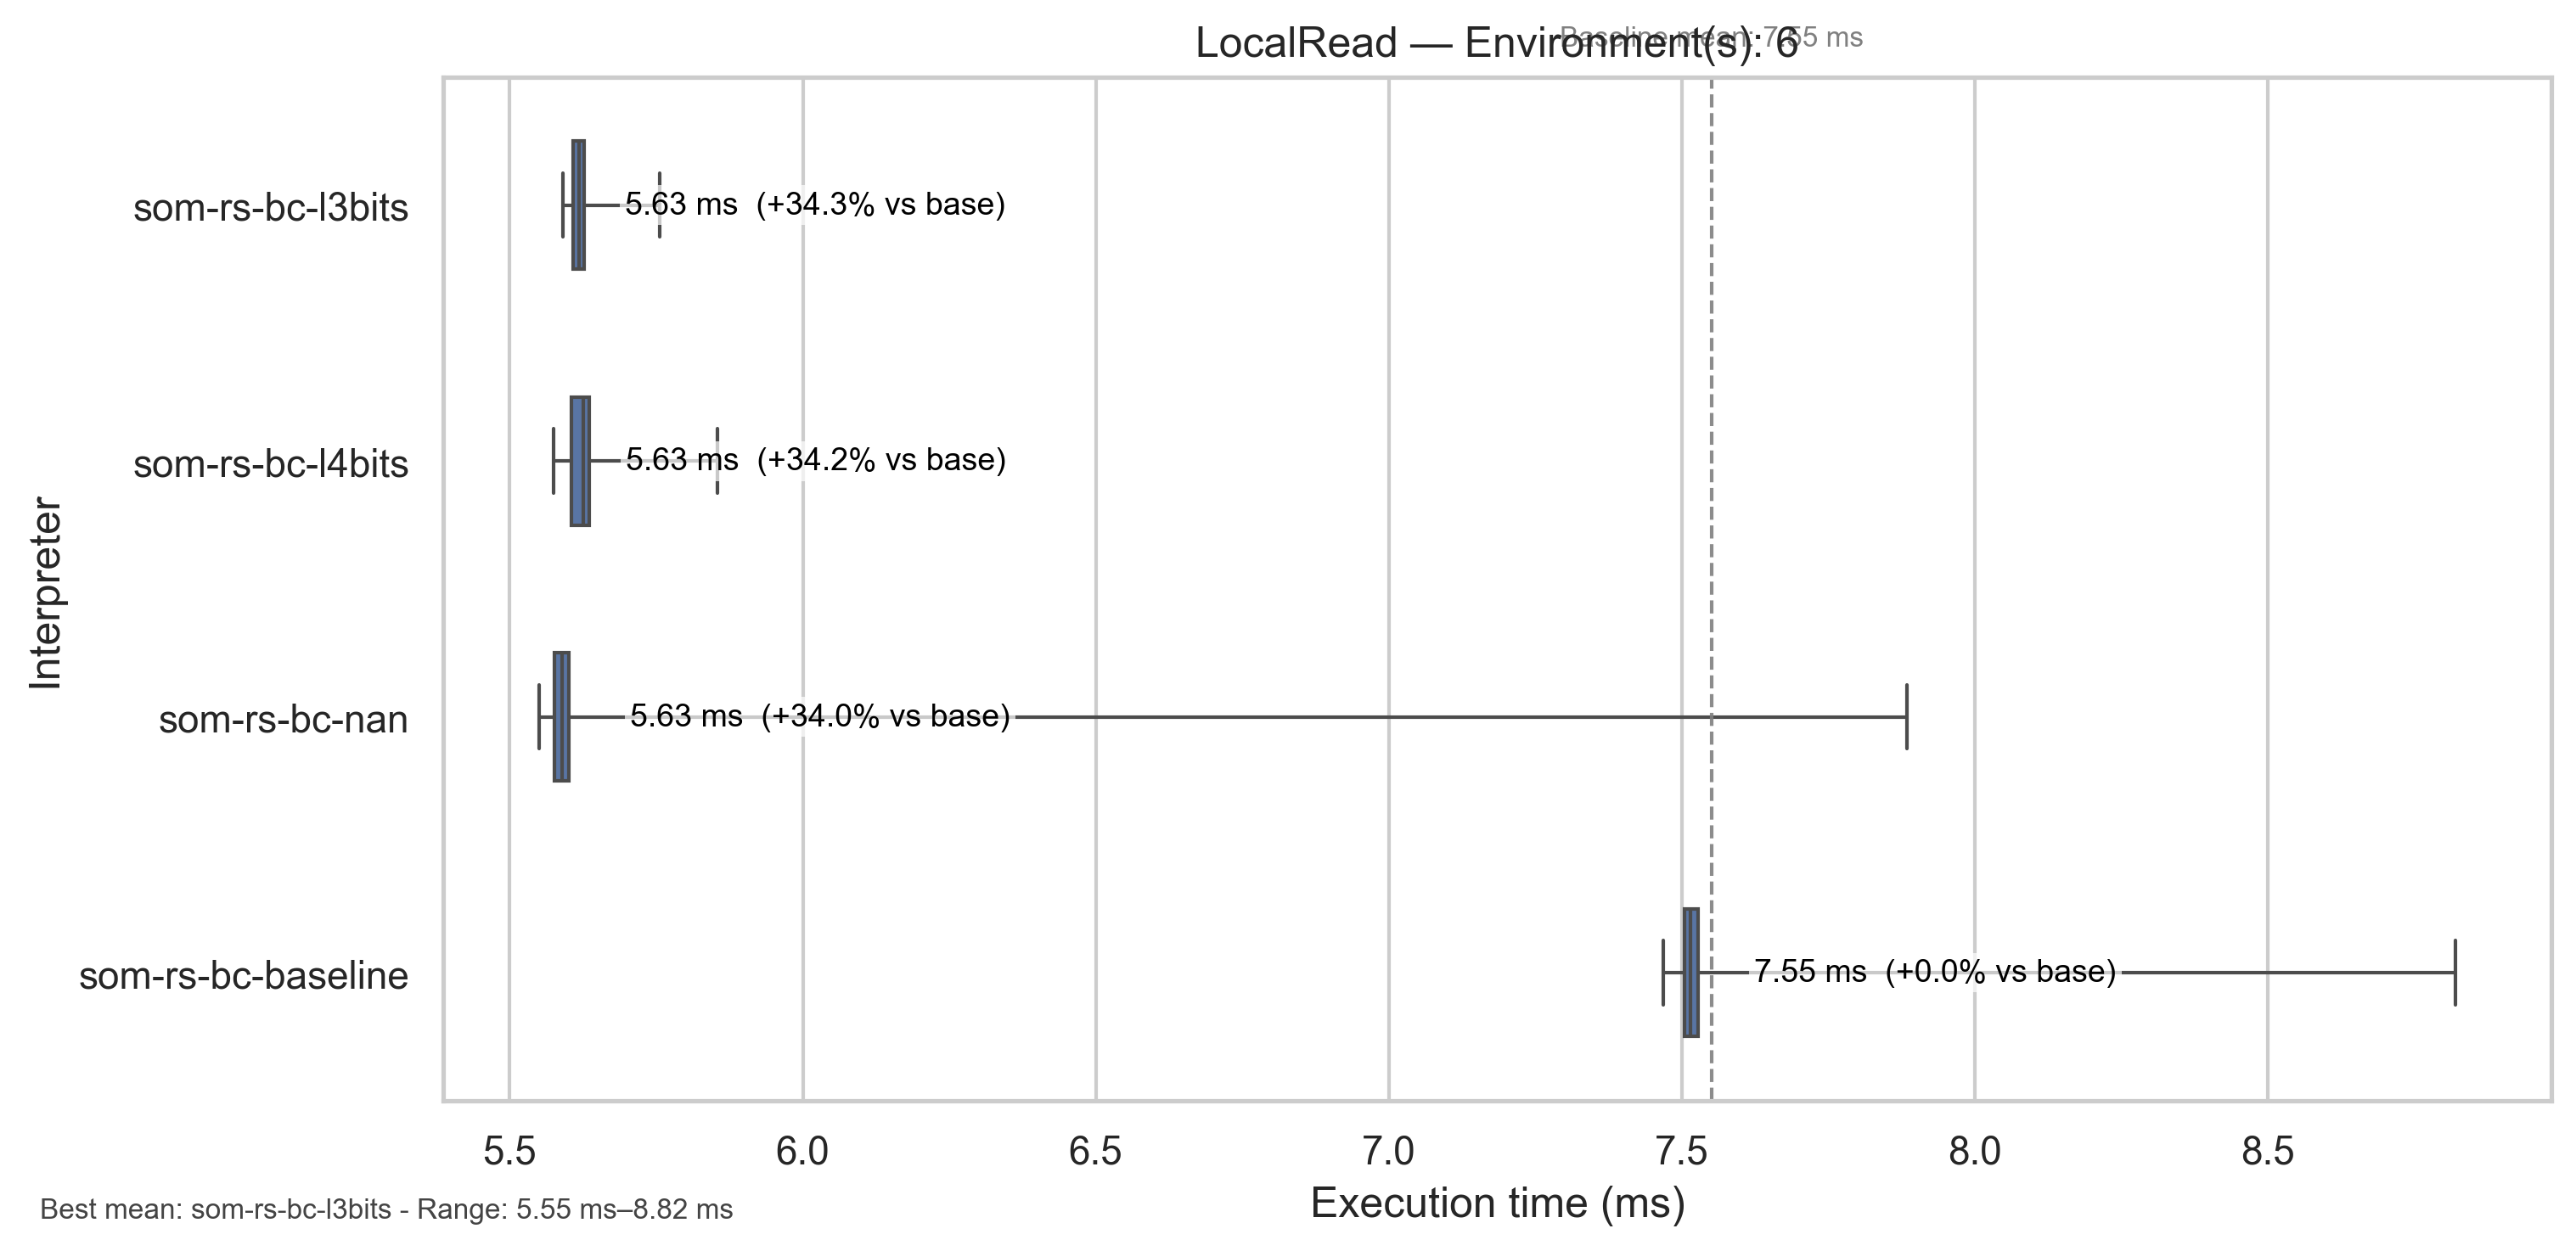 LocalRead — Environment(s): 6
Baseline mean: 7.55 ms
som-rs-bc-l3bits
5.63 ms (+34.3% vs base)
som-rs-bc-l4bits
5.63 ms (+34.2% vs base)
som-rs-bc-nan
5.63 ms (+34.0% vs base)
som-rs-bc-baseline
7.55 ms (+0.0% vs base)
Interpreter
5.5 6.0 6.5 7.0 7.5 8.0 8.5
Execution time (ms)
Best mean: som-rs-bc-l3bits - Range: 5.55 ms–8.82 ms